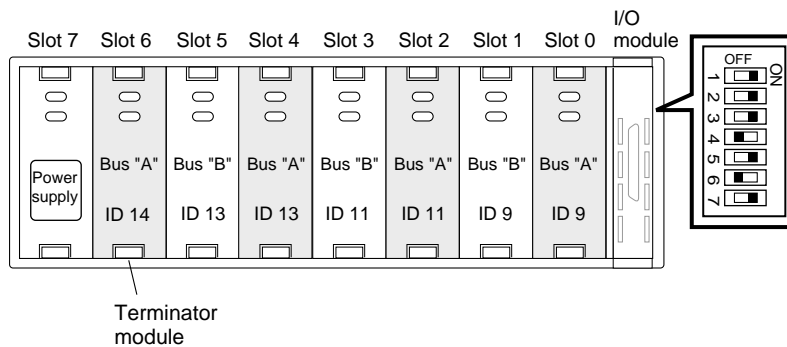 I/O
module
Slot 7 Slot 6 Slot 5 Slot 4 Slot 3 Slot 2 Slot 1 Slot 0
OFF
ON
1
2
3
4
5
6
7
Power
supply
Bus "A" Bus "B" Bus "A" Bus "B" Bus "A" Bus "B" Bus "A"
ID 14 ID 13 ID 13 ID 11 ID 11 ID 9 ID 9
Terminator
module